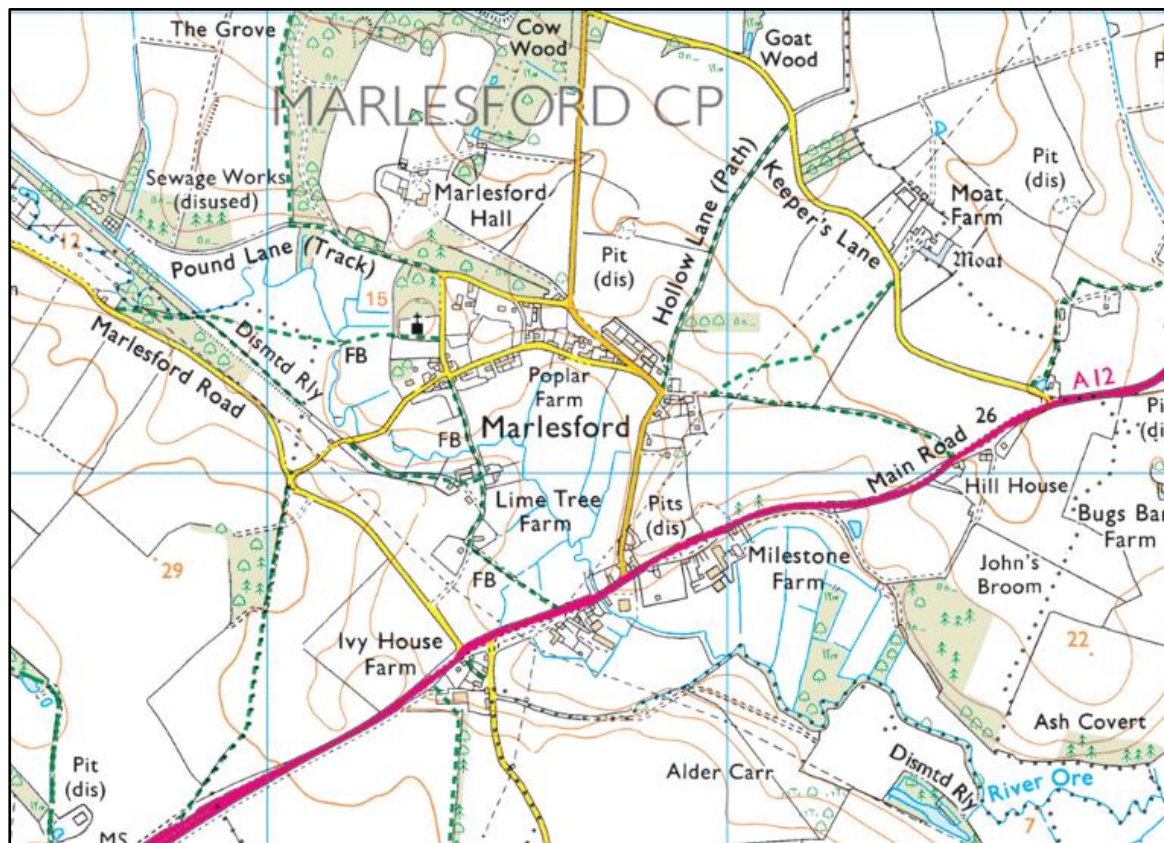 The Grove
Cow
Wood
Goat
Wood
MARLESFORD CP
Sewage Works
(disused)
Marlesford
Hall
Pit
(dis)
Hollow Lane (Path)
Keeper's Lane
Moat
Farm
Moat
Pit
(dis)
12
Pound Lane (Track)
15
Marlesford Road
Dismtd Rly
FB
Poplar
Farm
Marlesford
FB
A12
26
Main Road
Hill House
Lime Tree
Farm
Pits
(dis)
29
FB
Milestone
Farm
John's
Broom
Bugs Bar
Farm
22
Ivy House
Farm
Ash Covert
Pit
(dis)
Alder Carr
Dismtd Rly
River Ore
7
MS